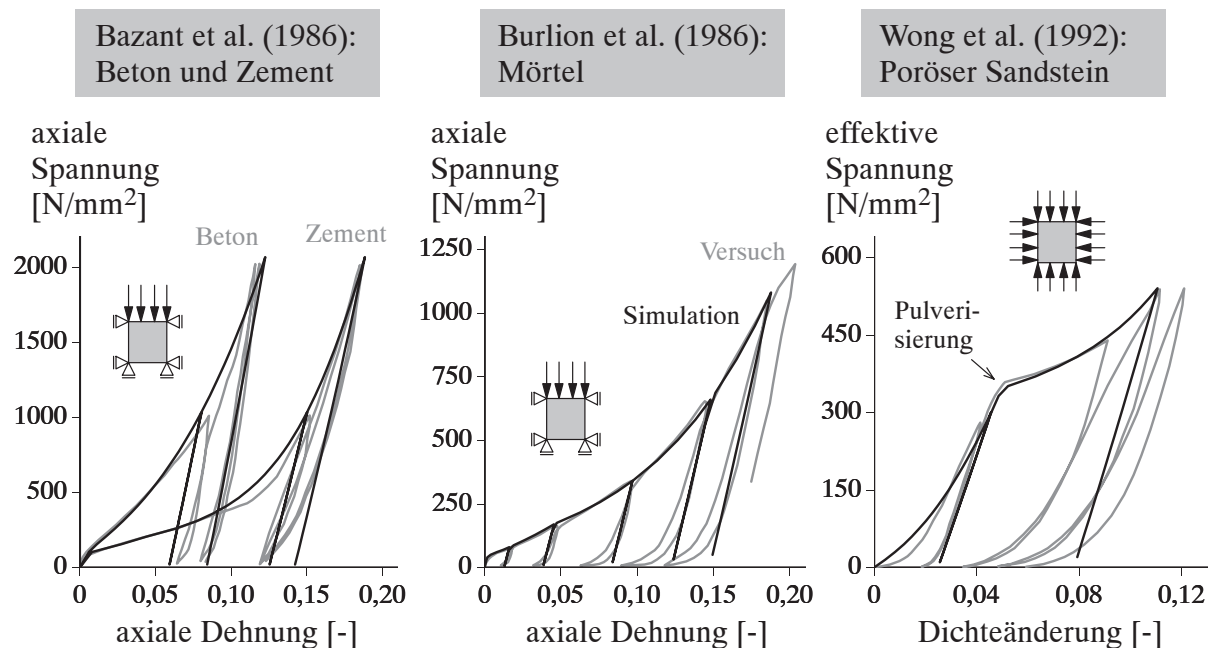 Bazant et al. (1986):
Beton und Zement
axiale
Spannung
[N/mm²]
Beton
Zement
2000
1500
1000
500
0
0
0,05
0,10
0,15
0,20
axiale Dehnung [-]
Burlion et al. (1986):
Mörtel
axiale
Spannung
[N/mm²]
Versuch
Simulation
1250
1000
750
500
250
0
0
0,05
0,10
0,15
0,20
axiale Dehnung [-]
Wong et al. (1992):
Poröser Sandstein
effektive
Spannung
[N/mm²]
Pulveri-
sierung
600
450
300
150
0
0
0,04
0,08
0,12
Dichteänderung [-]